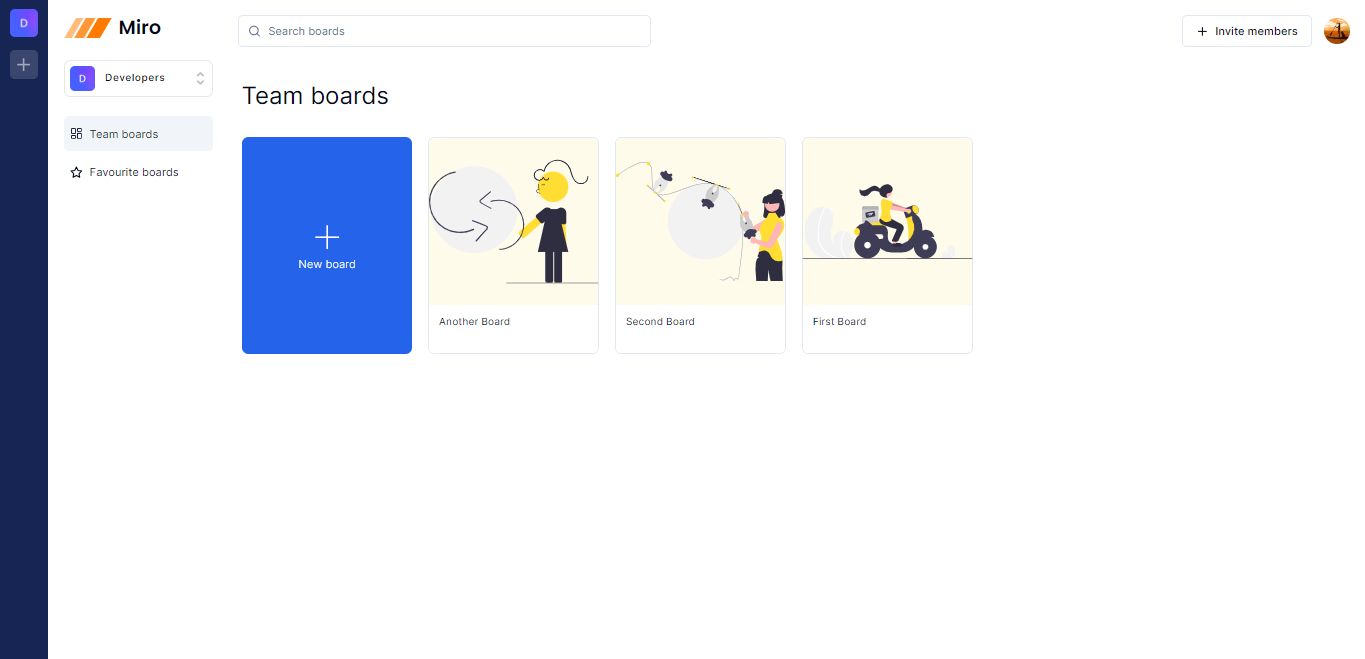 D
Miro
Search boards
Invite members
D
Developers
Team boards
Team boards
Favourite boards
New board
Another Board
Second Board
First Board